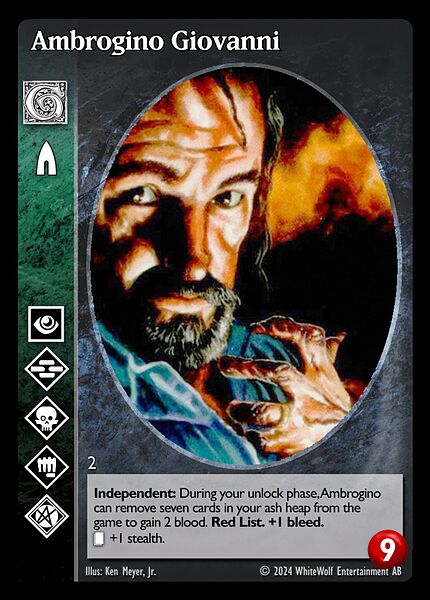 Ambrogino Giovanni
2
Independent: During your unlock phase, Ambrogino
can remove seven cards in your ash heap from the
game to gain 2 blood. Red List. +1 bleed.
+1 stealth.
9
Illus: Ken Meyer, Jr.
© 2024 WhiteWolf Entertainment AB